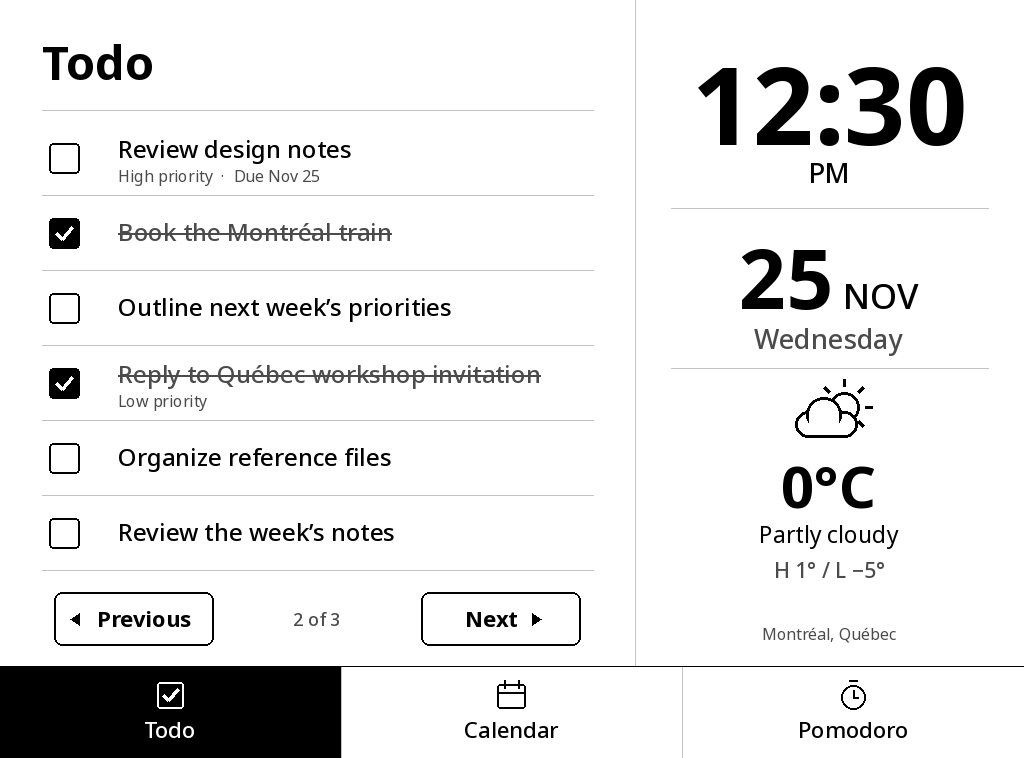 Todo
Review design notes
High priority · Due Nov 25
Book the Montréal train
Outline next week’s priorities
Reply to Québec workshop invitation
Low priority
Organize reference files
Review the week’s notes
Previous
2 of 3
Next
12:30
PM
25 NOV
Wednesday
0°C
Partly cloudy
H 1° / L −5°
Montréal, Québec
Todo
Calendar
Pomodoro